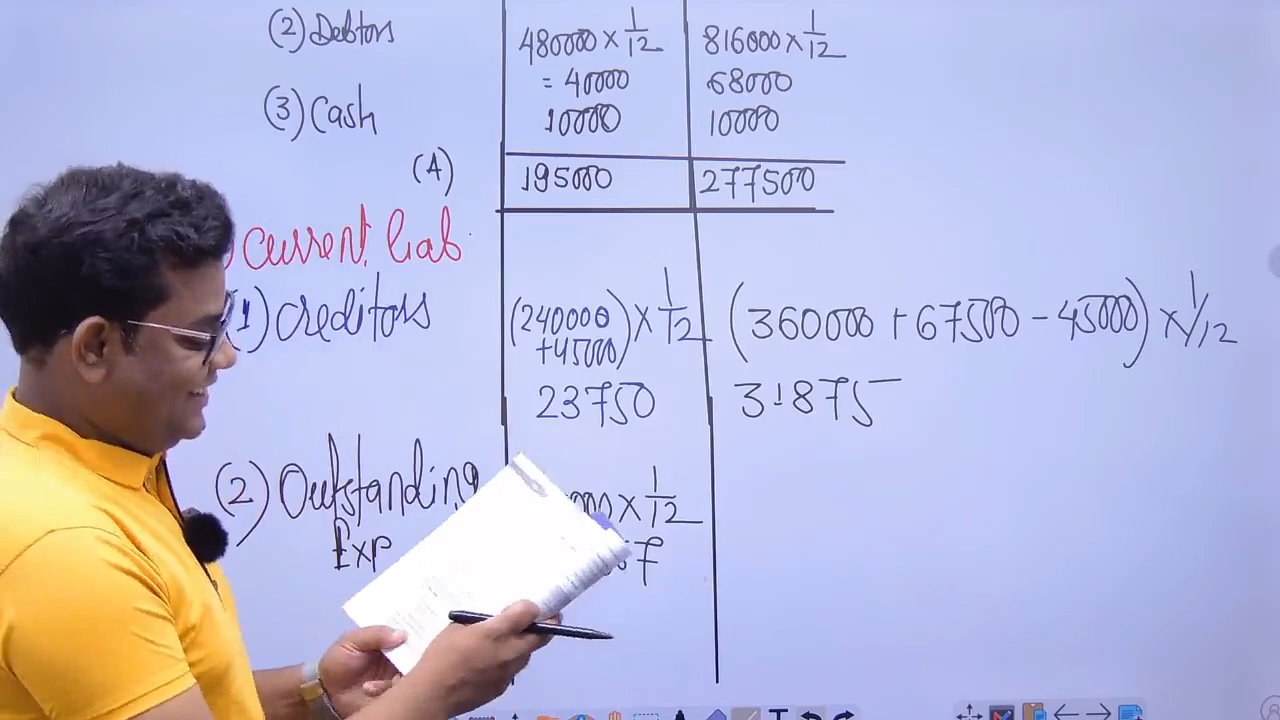 (2) Debtors 480000 × 1/12 816000 × 1/12
= 40000 68000
(3) Cash 10000 10000
(A) 195000 277500
Current liab.
(1) Creditors (240000 + 45000) × 1/12 (360000 + 67500 - 45000) × 1/12
23750 31875
(2) Outstanding × 1/12
Exp